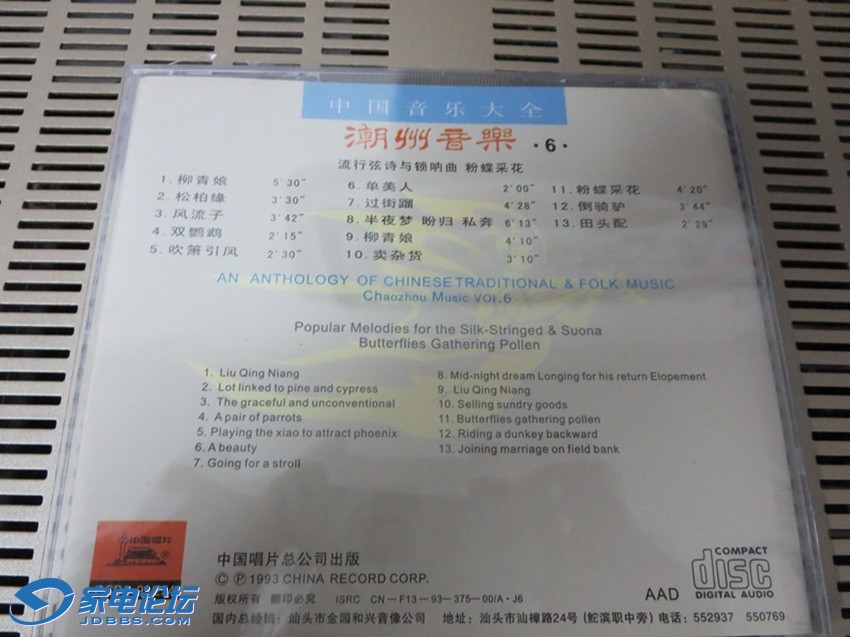 中国音乐大全
潮州音樂 ·6·
流行弦诗与锁呐曲 粉蝶采花
1. 柳青娘 5'30"
2. 松柏缘 3'30"
3. 风流子 3'42"
4. 双鹦鹉 2'15"
5. 吹箫引凤 2'30"
6. 单美人 2'00"
7. 过街蹓 4'28"
8. 半夜梦 盼归 私奔 6'13"
9. 柳青娘 4'10"
10. 卖杂货 3'10"
11. 粉蝶采花 4'20"
12. 倒骑驴 3'44"
13. 田头配 2'29"
AN ANTHOLOGY OF CHINESE TRADITIONAL & FOLK MUSIC
Chaozhou Music VOl.6
Popular Melodies for the Silk-Stringed & Suona
Butterflies Gathering Pollen
1. Liu Qing Niang
2. Lot linked to pine and cypress
3. The graceful and unconventional
4. A pair of parrots
5. Playing the xiao to attract phoenix
6. A beauty
7. Going for a stroll
8. Mid-night dream Longing for his return Elopement
9. Liu Qing Niang
10. Selling sundry goods
11. Butterflies gathering pollen
12. Riding a dunkey backward
13. Joining marriage on field bank
中国唱片
中国唱片总公司出版
© ℗ 1993 CHINA RECORD CORP.
版权所有 翻印必究 ISRC CN-F13-93-375-00/A·J6
国内总经销: 汕头市金园和兴音像公司 地址: 汕头市汕樟路24号 (鮀滨职中旁) 电话: 552937 550769
AAD
COMPACT
disc
DIGITAL AUDIO
家电论坛
JDBBS.COM